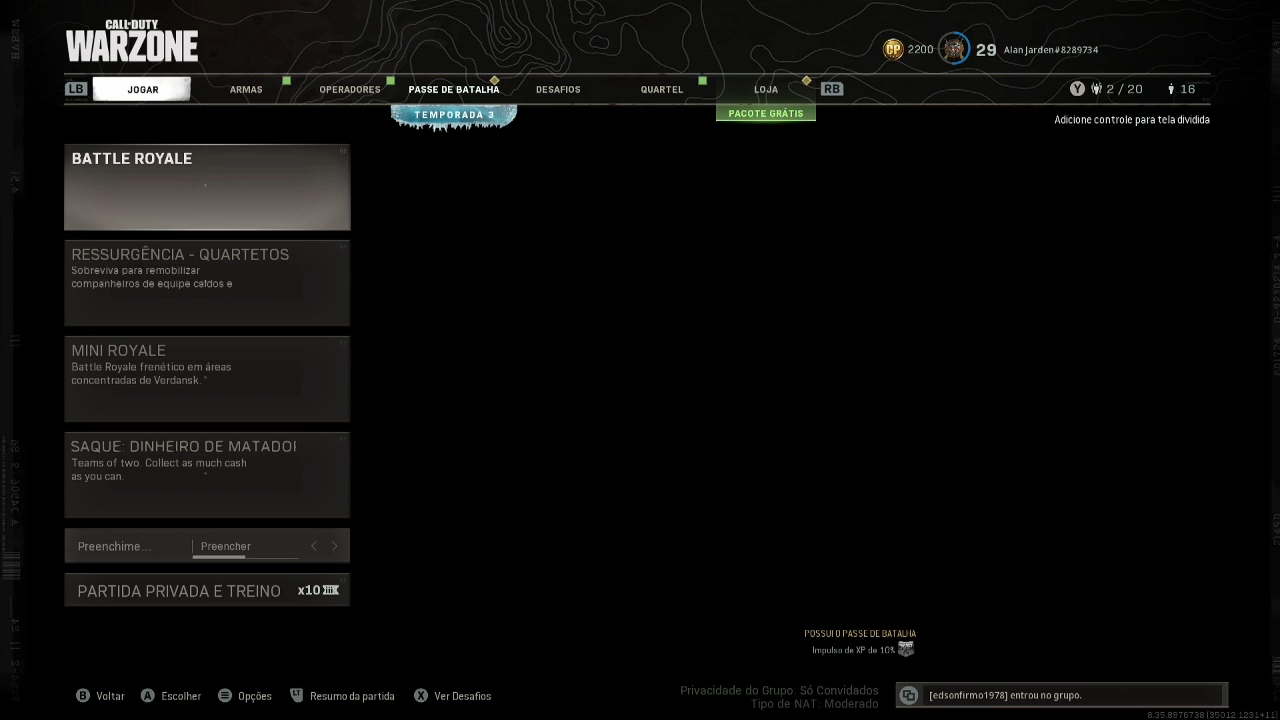 CALL OF DUTY
WARZONE
CP 2200 29 AlanJarden#8289734
LB JOGAR ARMAS OPERADORES PASSE DE BATALHA DESAFIOS QUARTEL LOJA RB Y 2 / 20 16
TEMPORADA 3 PACOTE GRÁTIS
Adicione controle para tela dividida
BATTLE ROYALE
RESSURGÊNCIA - QUARTETOS
Sobreviva para remobilizar
companheiros de equipe caídos e
MINI ROYALE
Battle Royale frenético em áreas
concentradas de Verdansk.
SAQUE: DINHEIRO DE MATADOR
Teams of two. Collect as much cash
as you can.
Preenchime... Preencher
PARTIDA PRIVADA E TREINO x10
POSSUI O PASSE DE BATALHA
Impulso de XP de 10%
B Voltar A Escolher Opções LT Resumo da partida X Ver Desafios
Privacidade do Grupo: Só Convidados
Tipo de NAT: Moderado
[edsonfirmo1978] entrou no grupo.